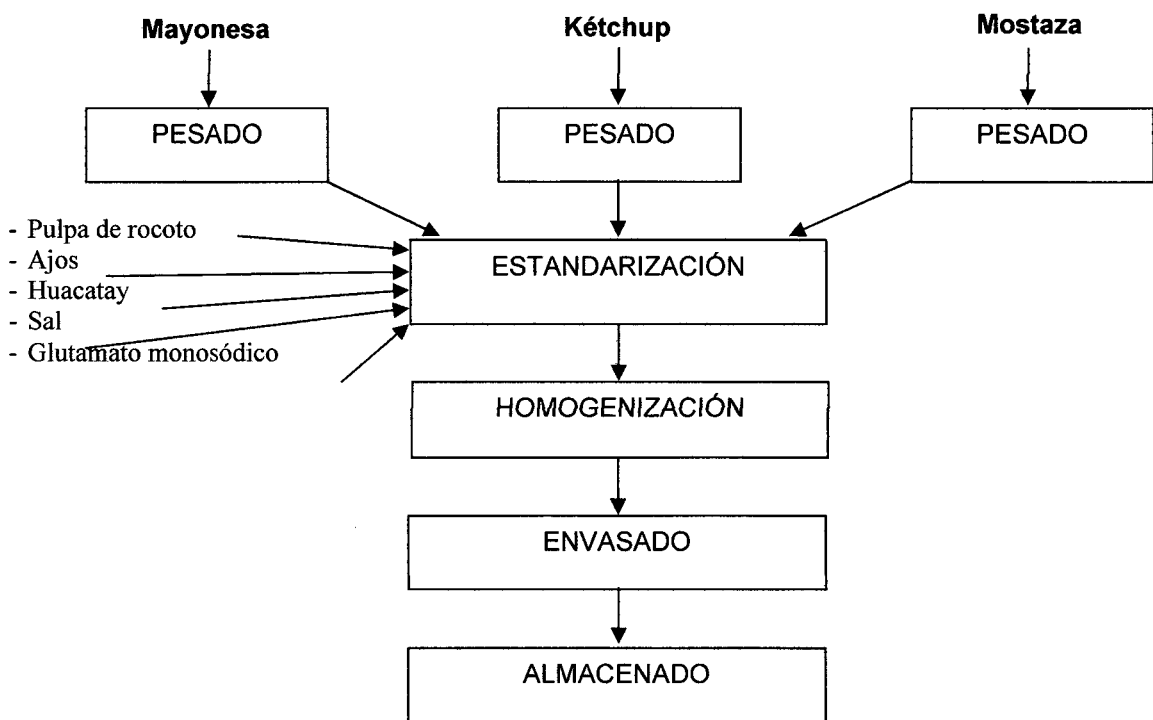 Mayonesa Kétchup Mostaza
PESADO PESADO PESADO
- Pulpa de rocoto
- Ajos
- Huacatay
- Sal
- Glutamato monosódico
ESTANDARIZACIÓN
HOMOGENIZACIÓN
ENVASADO
ALMACENADO